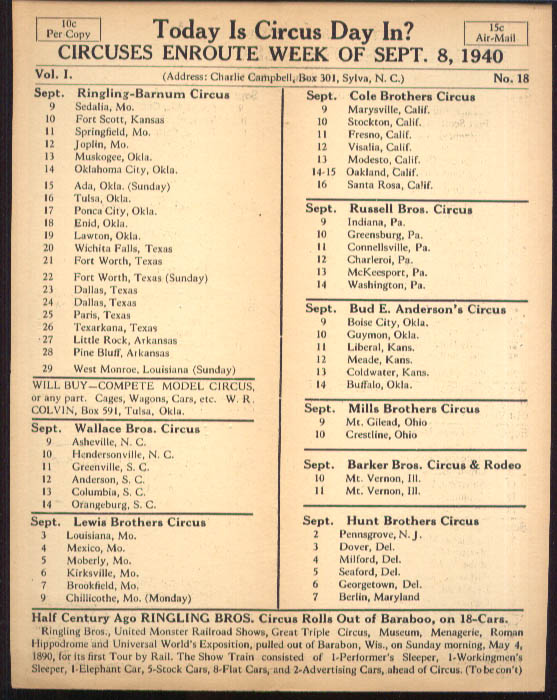 10c
Per Copy
Today Is Circus Day In?
15c
Air-Mail
CIRCUSES ENROUTE WEEK OF SEPT. 8, 1940
Vol. I.
(Address: Charlie Campbell, Box 301, Sylva, N. C.)
No. 18
Sept. Ringling-Barnum Circus
9 Sedalia, Mo.
10 Fort Scott, Kansas
11 Springfield, Mo.
12 Joplin, Mo.
13 Muskogee, Okla.
14 Oklahoma City, Okla.
15 Ada, Okla. (Sunday)
16 Tulsa, Okla.
17 Ponca City, Okla.
18 Enid, Okla.
19 Lawton, Okla.
20 Wichita Falls, Texas
21 Fort Worth, Texas
22 Fort Worth, Texas (Sunday)
23 Dallas, Texas
24 Dallas, Texas
25 Paris, Texas
26 Texarkana, Texas
27 Little Rock, Arkansas
28 Pine Bluff, Arkansas
29 West Monroe, Louisiana (Sunday)
WILL BUY—COMPETE MODEL CIRCUS,
or any part. Cages, Wagons, Cars, etc. W. R.
COLVIN, Box 591, Tulsa, Okla.
Sept. Wallace Bros. Circus
9 Asheville, N. C.
10 Hendersonville, N. C.
11 Greenville, S. C.
12 Anderson, S. C.
13 Columbia, S. C.
14 Orangeburg, S. C.
Sept. Lewis Brothers Circus
3 Louisiana, Mo.
4 Mexico, Mo.
5 Moberly, Mo.
6 Kirksville, Mo.
7 Brookfield, Mo.
9 Chillicothe, Mo. (Monday)
Sept. Cole Brothers Circus
9 Marysville, Calif.
10 Stockton, Calif.
11 Fresno, Calif.
12 Visalia, Calif.
13 Modesto, Calif.
14-15 Oakland, Calif.
16 Santa Rosa, Calif.
Sept. Russell Bros. Circus
9 Indiana, Pa.
10 Greensburg, Pa.
11 Connellsville, Pa.
12 Charleroi, Pa.
13 McKeesport, Pa.
14 Washington, Pa.
Sept. Bud E. Anderson's Circus
9 Boise City, Okla.
10 Guymon, Okla.
11 Liberal, Kans.
12 Meade, Kans.
13 Coldwater, Kans.
14 Buffalo, Okla.
Sept. Mills Brothers Circus
9 Mt. Gilead, Ohio
10 Crestline, Ohio
Sept. Barker Bros. Circus & Rodeo
10 Mt. Vernon, Ill.
11 Mt. Vernon, Ill.
Sept. Hunt Brothers Circus
2 Pennsgrove, N. J.
3 Dover, Del.
4 Milford, Del.
5 Seaford, Del.
6 Georgetown, Del.
7 Berlin, Maryland
Half Century Ago RINGLING BROS. Circus Rolls Out of Baraboo, on 18-Cars.
Ringling Bros., United Monster Railroad Shows, Great Triple Circus, Museum, Menagerie, Roman
Hippodrome and Universal World's Exposition, pulled out of Barabon, Wis., on Sunday morning, May 4,
1890, for its first Tour by Rail. The Show Train consisted of 1-Performer's Sleeper, 1-Workingmen's
Sleeper, 1-Elephant Car, 5-Stock Cars, 8-Flat Cars, and 2-Advertising Cars, ahead of Circus. (To be con't)